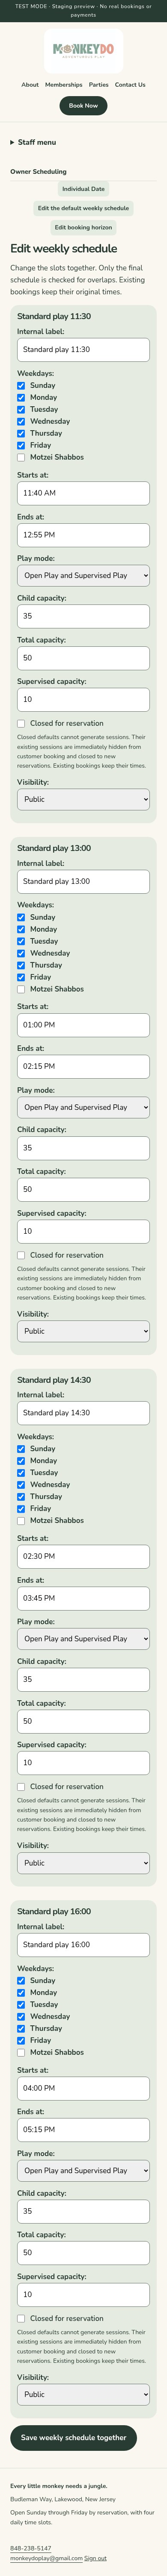 TEST MODE · Staging preview · No real bookings or
payments
MONKEYDO
About
Memberships
Parties
Contact Us
Book Now
Staff menu
Owner Scheduling
Individual Date
Edit the default weekly schedule
Edit booking horizon
Edit weekly schedule
Change the slots together. Only the final
schedule is checked for overlaps. Existing
bookings keep their original times.
Standard play 11:30
Internal label:
Standard play 11:30
Weekdays:
Sunday
Monday
Tuesday
Wednesday
Thursday
Friday
Motzei Shabbos
Starts at:
11:40 AM
Ends at:
12:55 PM
Play mode:
Open Play and Supervised Play
Child capacity:
35
Total capacity:
50
Supervised capacity:
10
Closed for reservation
Closed defaults cannot generate sessions. Their
existing sessions are immediately hidden from
customer booking and closed to new
reservations. Existing bookings keep their times.
Visibility:
Public
Standard play 13:00
Internal label:
Standard play 13:00
Weekdays:
Sunday
Monday
Tuesday
Wednesday
Thursday
Friday
Motzei Shabbos
Starts at:
01:00 PM
Ends at:
02:15 PM
Play mode:
Open Play and Supervised Play
Child capacity:
35
Total capacity:
50
Supervised capacity:
10
Closed for reservation
Closed defaults cannot generate sessions. Their
existing sessions are immediately hidden from
customer booking and closed to new
reservations. Existing bookings keep their times.
Visibility:
Public
Standard play 14:30
Internal label:
Standard play 14:30
Weekdays:
Sunday
Monday
Tuesday
Wednesday
Thursday
Friday
Motzei Shabbos
Starts at:
02:30 PM
Ends at:
03:45 PM
Play mode:
Open Play and Supervised Play
Child capacity:
35
Total capacity:
50
Supervised capacity:
10
Closed for reservation
Closed defaults cannot generate sessions. Their
existing sessions are immediately hidden from
customer booking and closed to new
reservations. Existing bookings keep their times.
Visibility:
Public
Standard play 16:00
Internal label:
Standard play 16:00
Weekdays:
Sunday
Monday
Tuesday
Wednesday
Thursday
Friday
Motzei Shabbos
Starts at:
04:00 PM
Ends at:
05:15 PM
Play mode:
Open Play and Supervised Play
Child capacity:
35
Total capacity:
50
Supervised capacity:
10
Closed for reservation
Closed defaults cannot generate sessions. Their
existing sessions are immediately hidden from
customer booking and closed to new
reservations. Existing bookings keep their times.
Visibility:
Public
Save weekly schedule together
Every little monkey needs a jungle.
Budleman Way, Lakewood, New Jersey
Open Sunday through Friday by reservation, with four
daily time slots.
848-238-5147
monkeydoplay@gmail.com Sign out